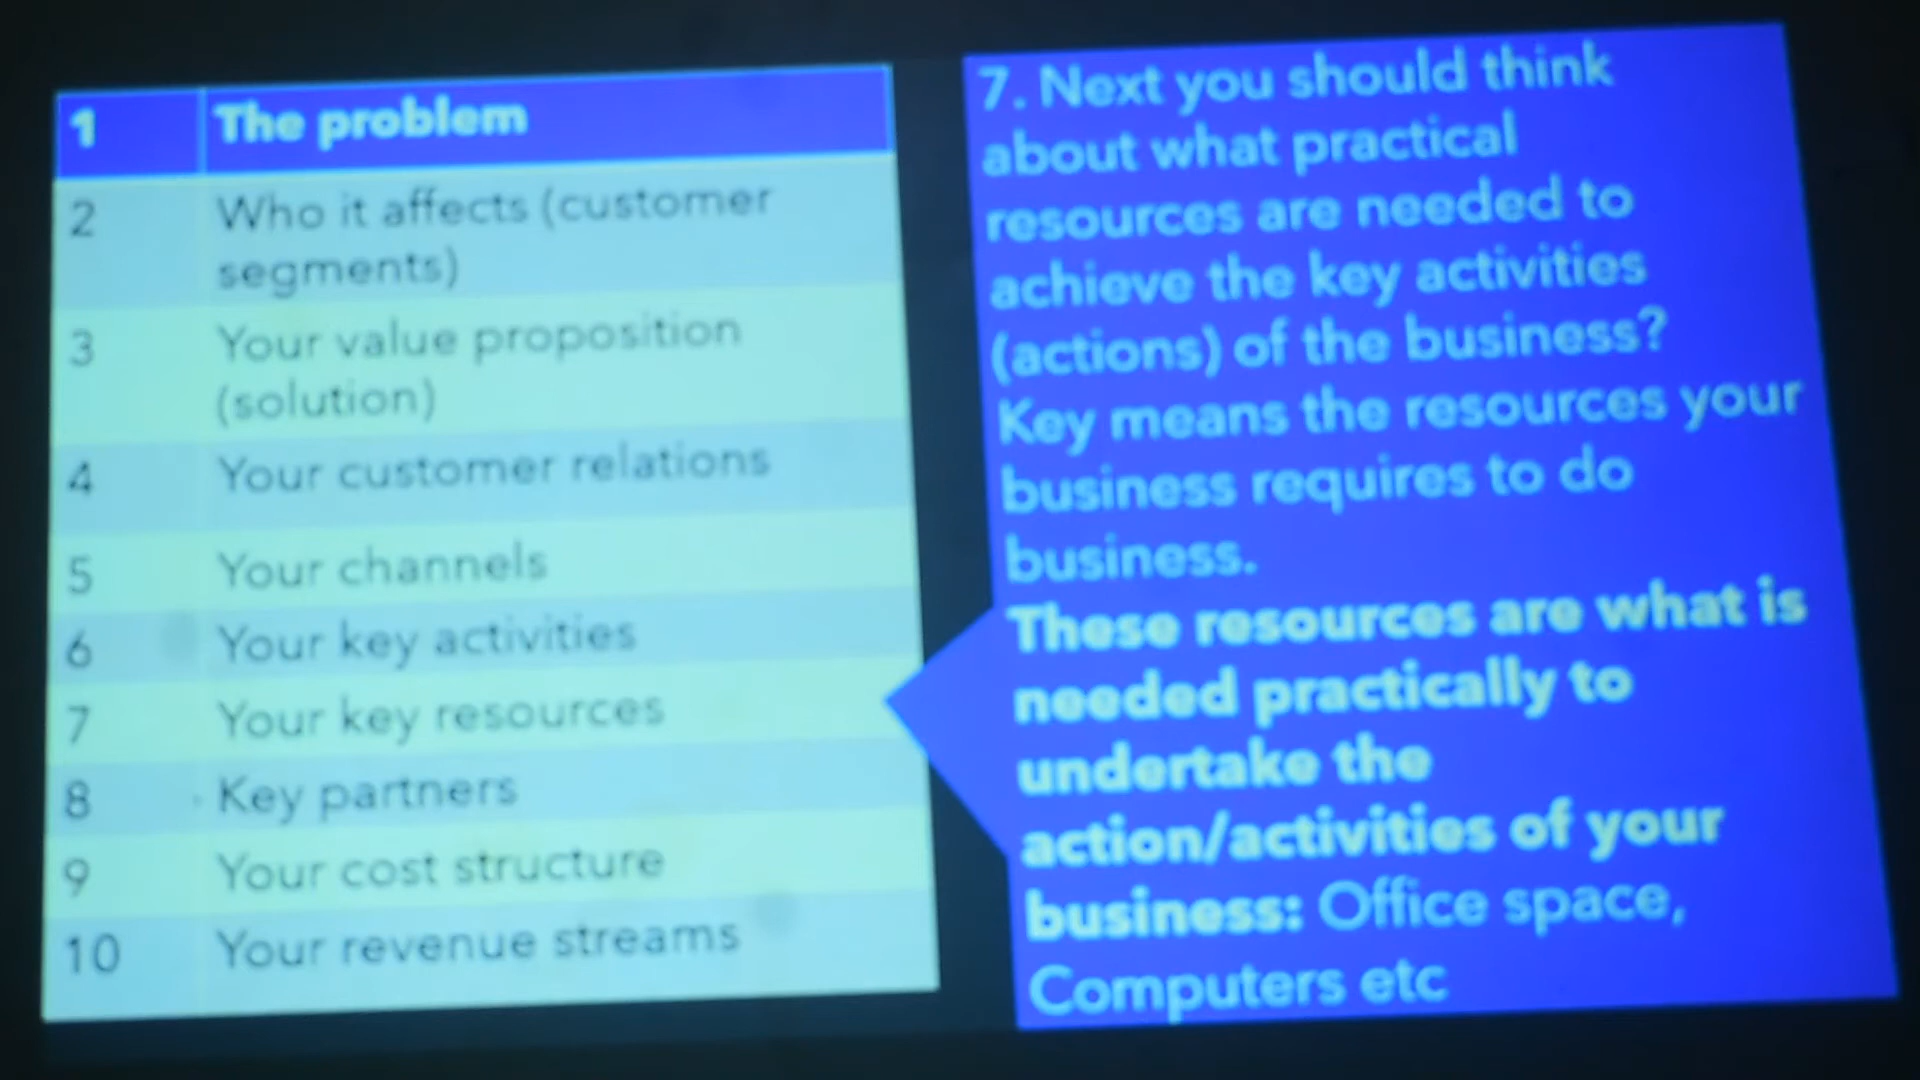 1 The problem
2 Who it affects (customer
segments)
3 Your value proposition
(solution)
4 Your customer relations
5 Your channels
6 Your key activities
7 Your key resources
8 Key partners
9 Your cost structure
10 Your revenue streams
7. Next you should think
about what practical
resources are needed to
achieve the key activities
(actions) of the business?
Key means the resources your
business requires to do
business.
These resources are what is
needed practically to
undertake the
action/activities of your
business: Office space,
Computers etc